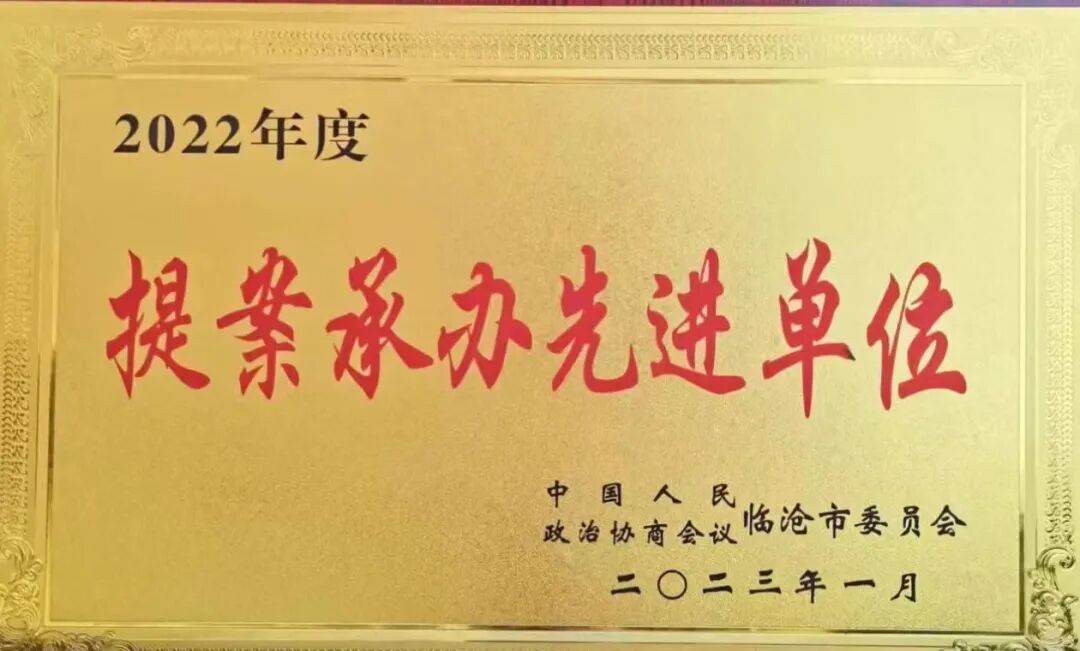 2022年度
提案承办先进单位
中国人民
政治协商会议临沧市委员会
二〇二三年一月